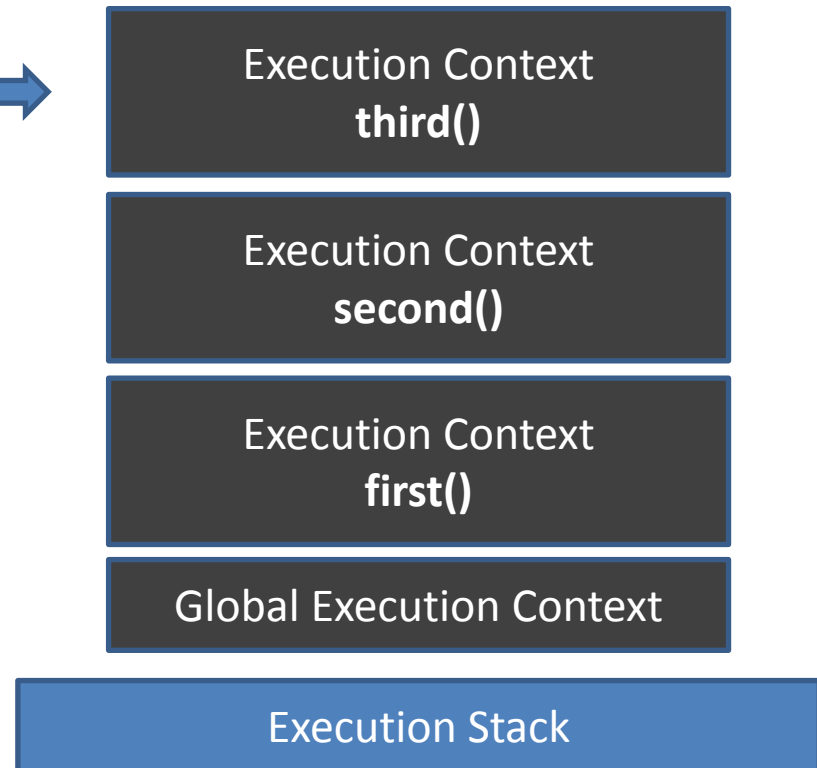 Execution Context
third()
Execution Context
second()
Execution Context
first()
Global Execution Context
Execution Stack